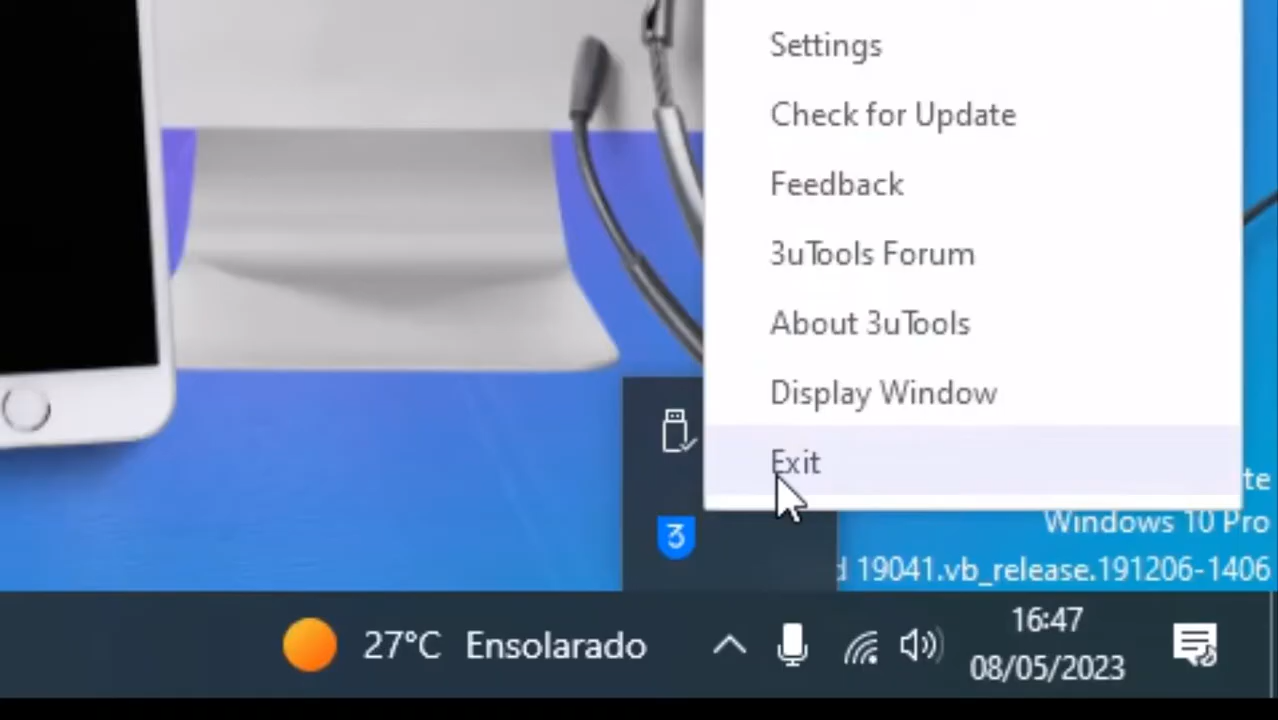 Settings
Check for Update
Feedback
3uTools Forum
About 3uTools
Display Window
Exit
te
Windows 10 Pro
d 19041.vb_release.191206-1406
3
27°C Ensolarado
16:47
08/05/2023